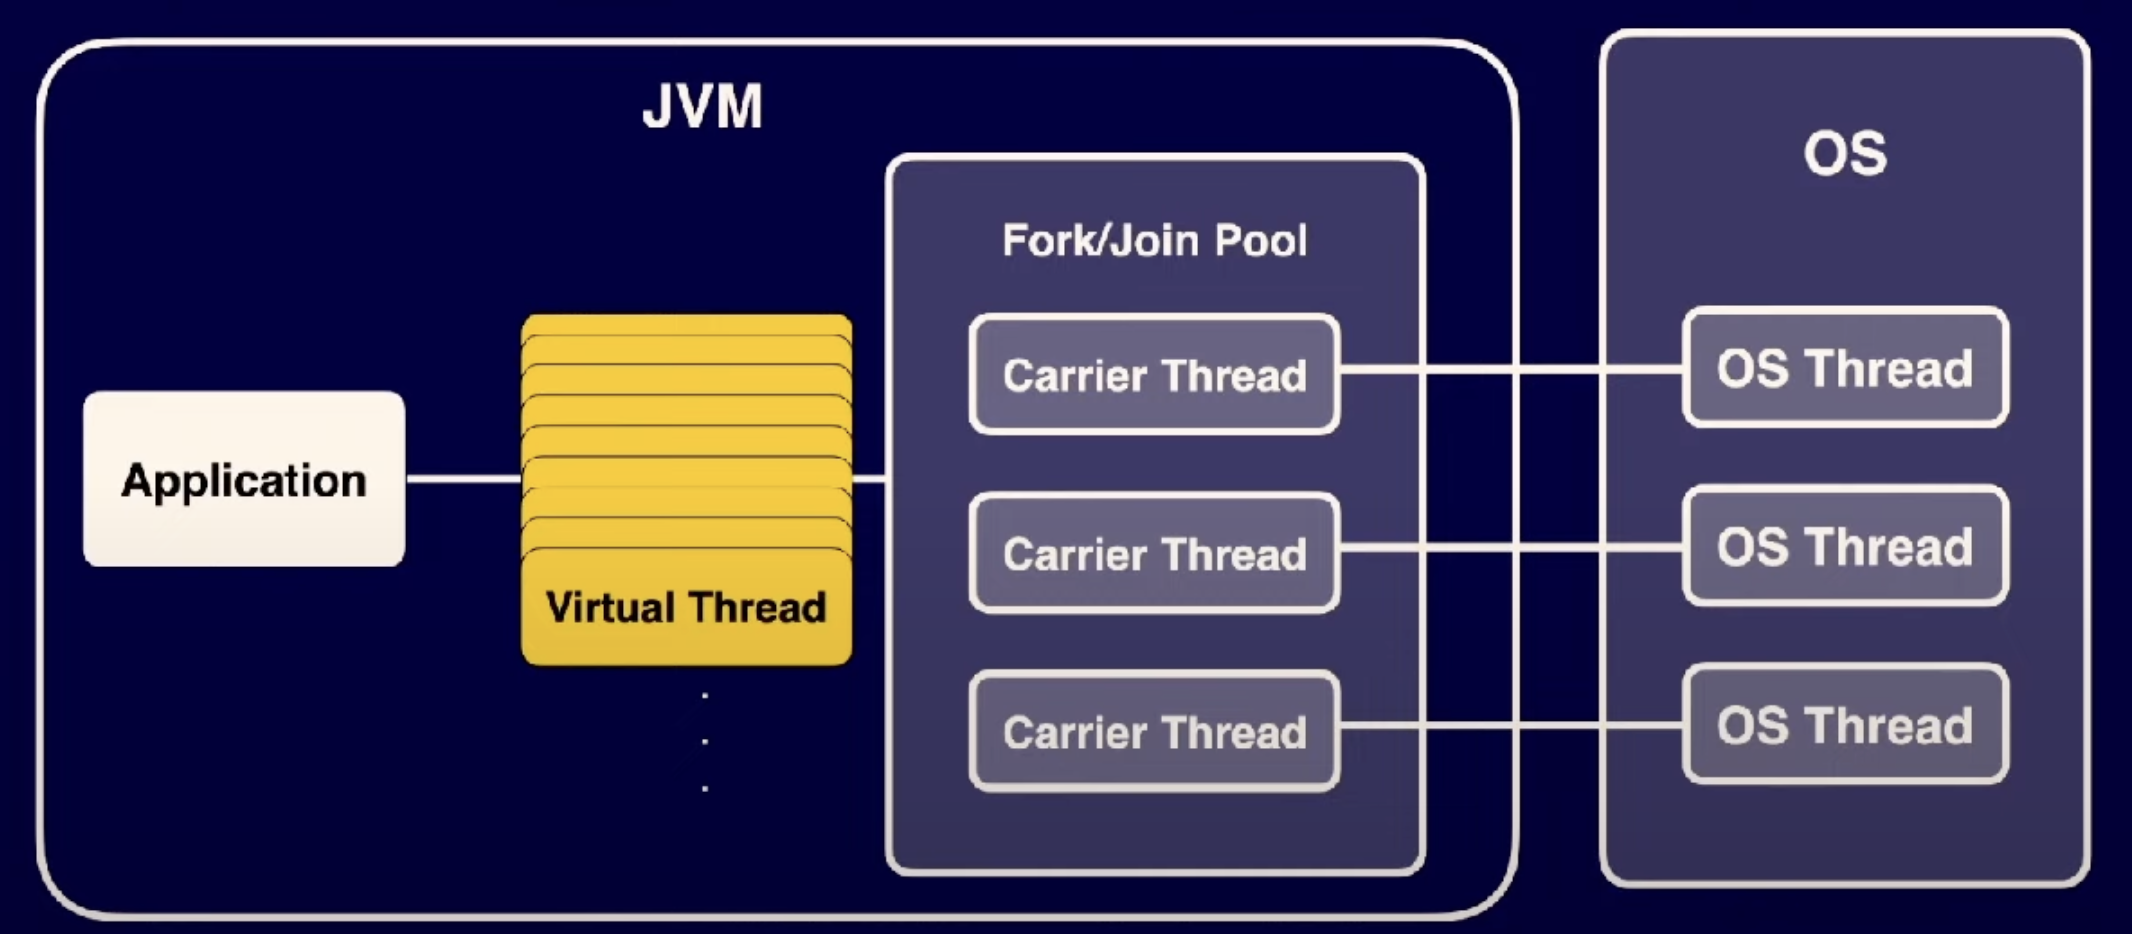 JVM
OS
Fork/Join Pool
Application
Virtual Thread
Carrier Thread
OS Thread
Carrier Thread
OS Thread
Carrier Thread
OS Thread